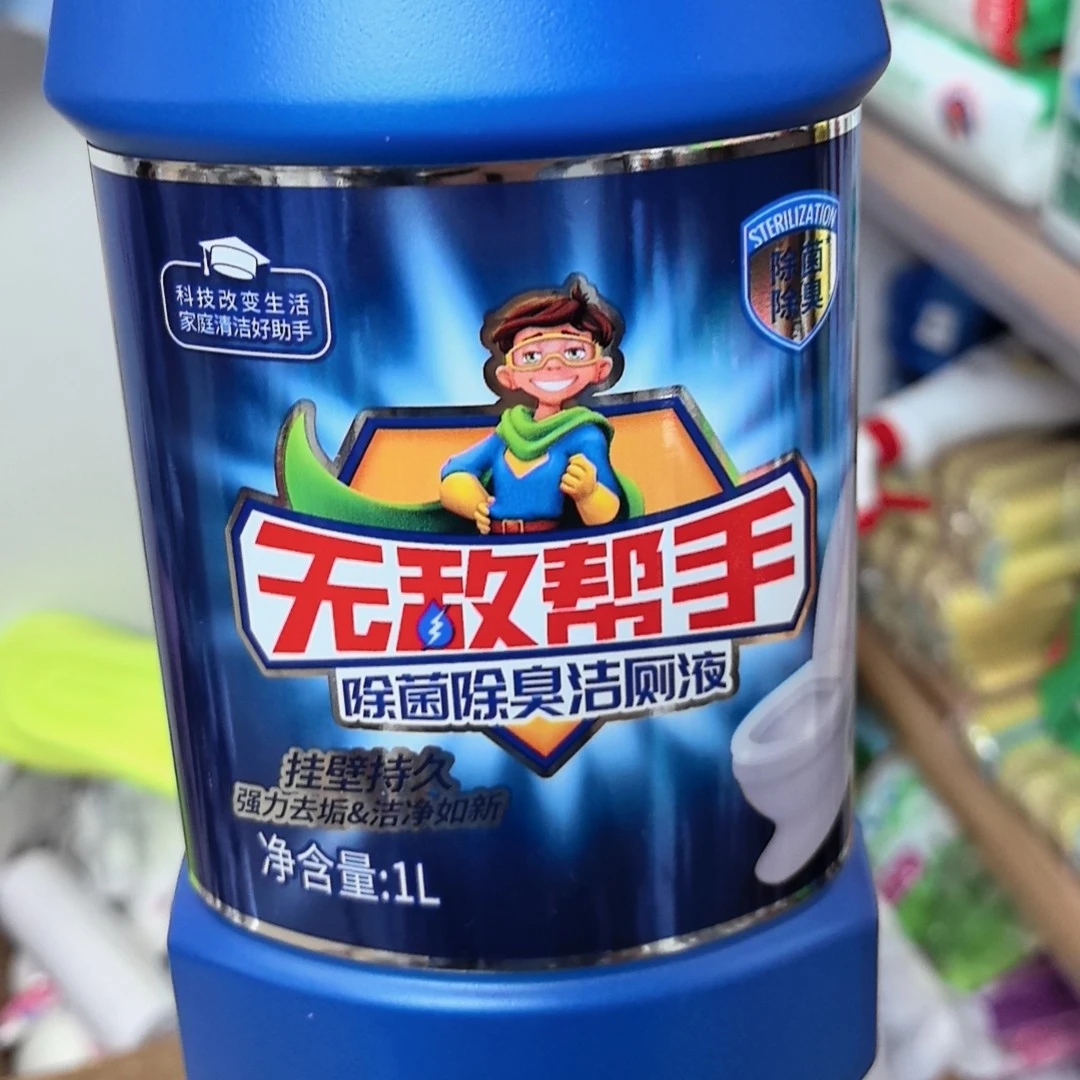 科技改变生活
家庭清洁好助手
STERILIZATION
除菌
除臭
无敌帮手
除菌除臭洁厕液
挂壁持久
强力去垢&洁净如新
净含量:1L